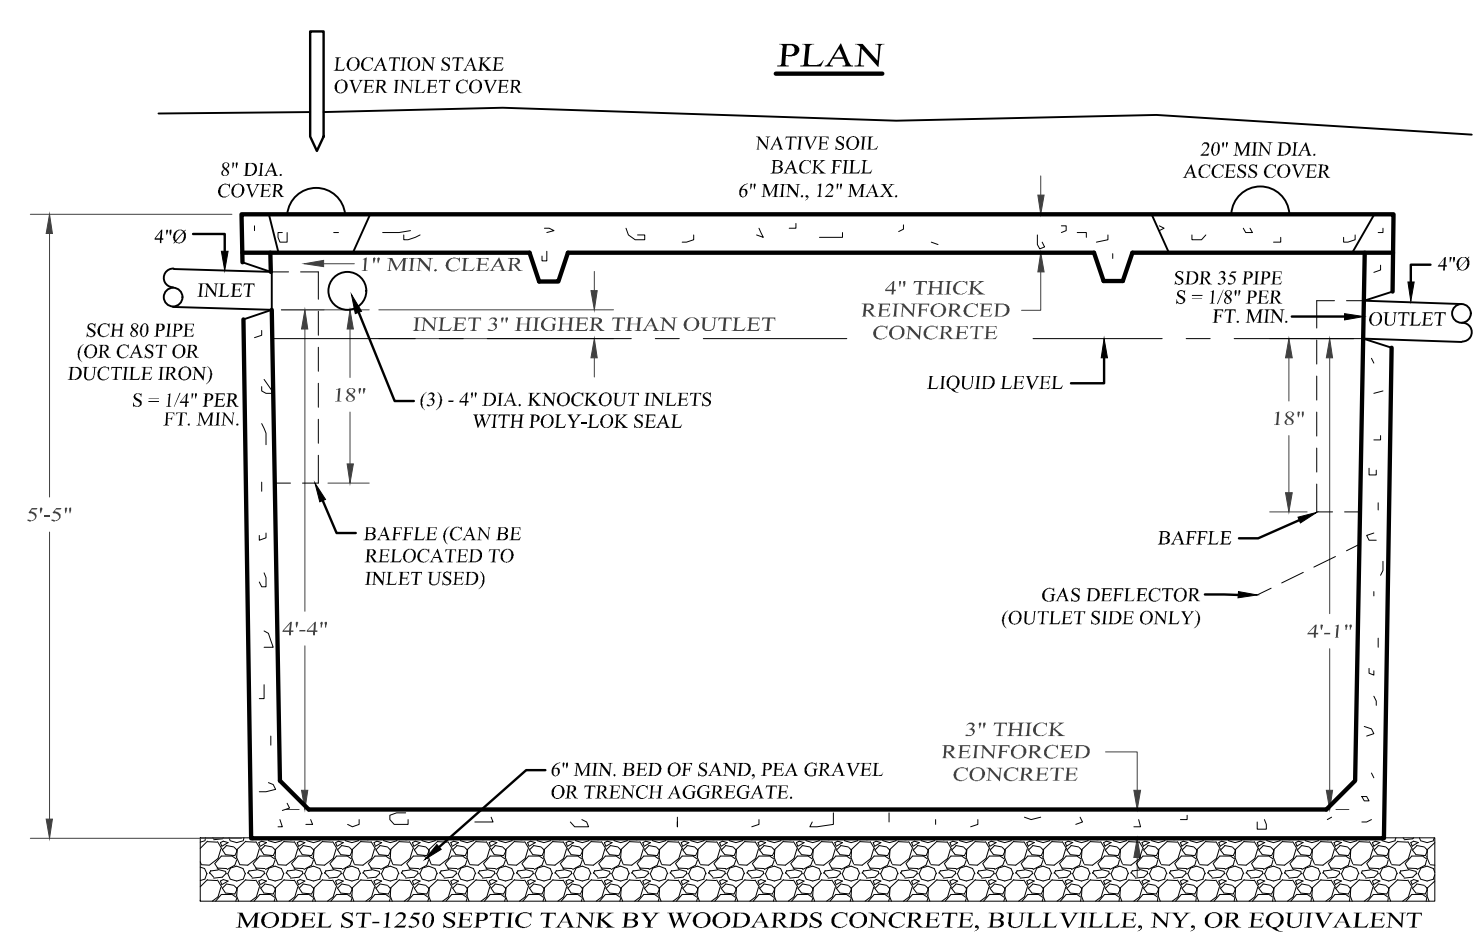 PLAN
LOCATION STAKE
OVER INLET COVER
NATIVE SOIL
BACK FILL
6" MIN., 12" MAX.
20" MIN DIA.
ACCESS COVER
8" DIA.
COVER
4"Ø
INLET
1" MIN. CLEAR
SCH 80 PIPE
(OR CAST OR
DUCTILE IRON)
S = 1/4" PER
FT. MIN.
INLET 3" HIGHER THAN OUTLET
4" THICK
REINFORCED
CONCRETE
SDR 35 PIPE
S = 1/8" PER
FT. MIN.
4"Ø
OUTLET
LIQUID LEVEL
18"
(3) - 4" DIA. KNOCKOUT INLETS
WITH POLY-LOK SEAL
18"
5'-5"
BAFFLE (CAN BE
RELOCATED TO
INLET USED)
BAFFLE
GAS DEFLECTOR
(OUTLET SIDE ONLY)
4'-4"
4'-1"
3" THICK
REINFORCED
CONCRETE
6" MIN. BED OF SAND, PEA GRAVEL
OR TRENCH AGGREGATE.
MODEL ST-1250 SEPTIC TANK BY WOODARDS CONCRETE, BULLVILLE, NY, OR EQUIVALENT